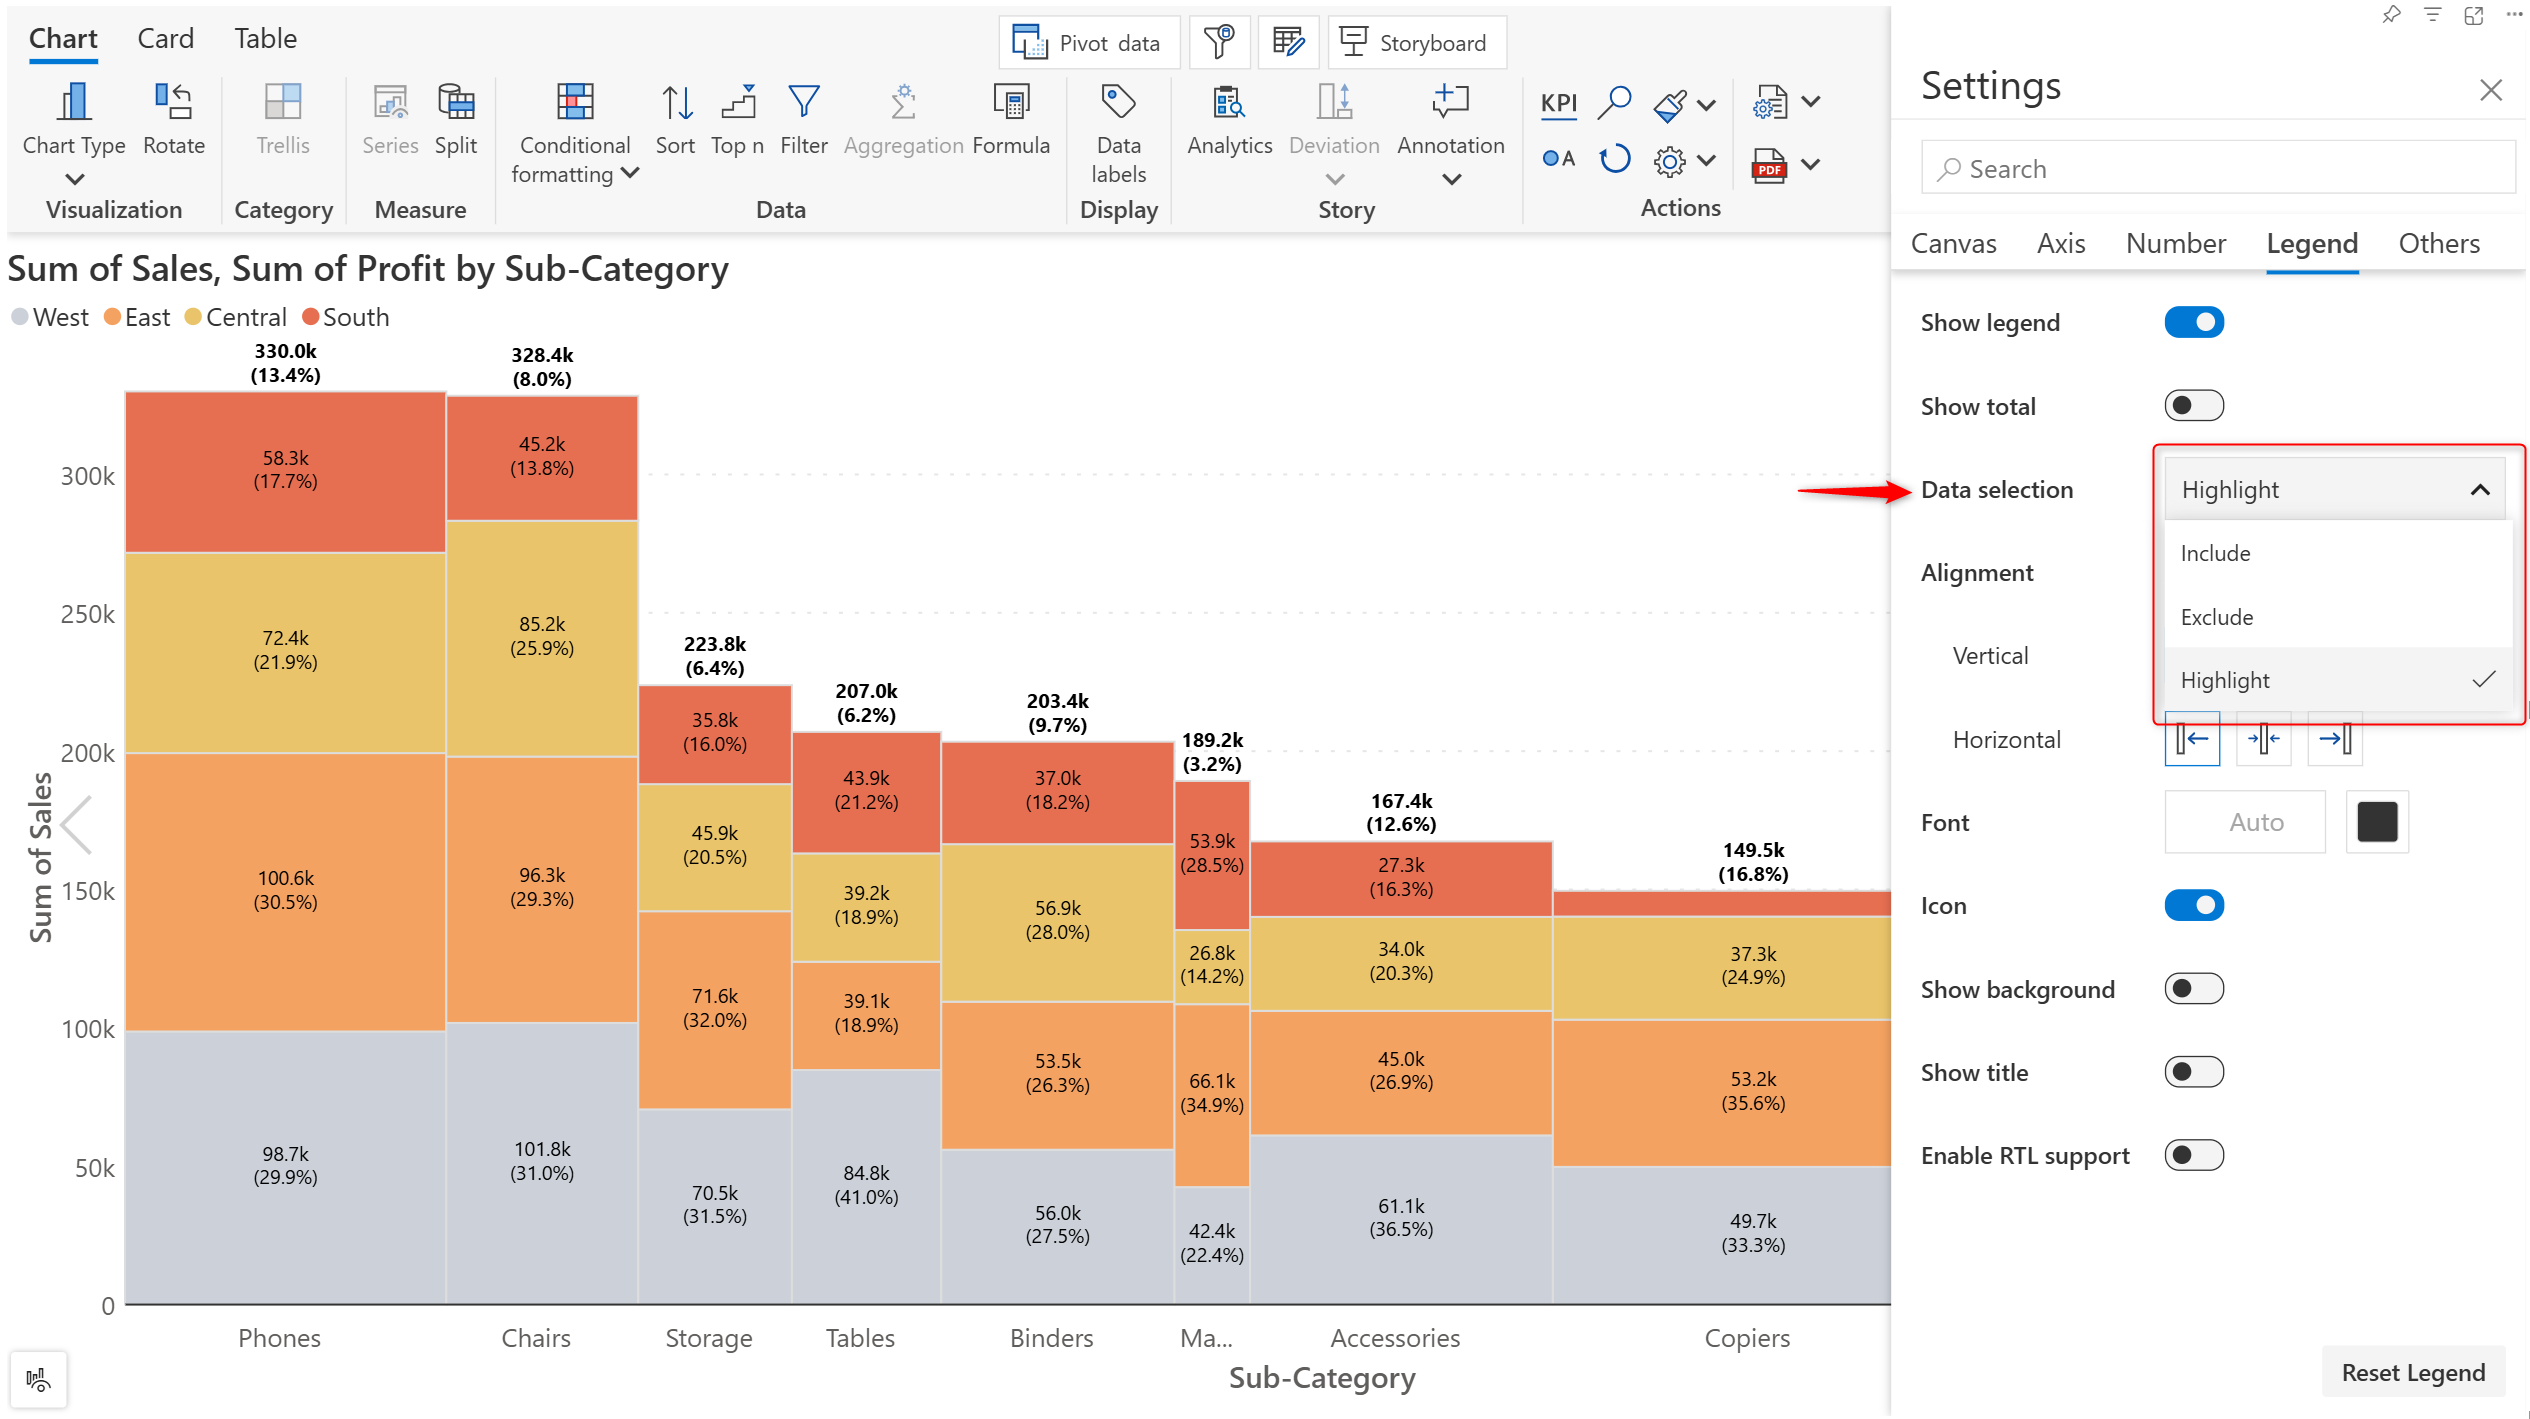 Chart Card Table
Pivot data
Storyboard
Chart Type
Rotate
Visualization
Trellis
Category
Series
Split
Measure
Conditional
formatting
Sort
Top n
Filter
Aggregation
Formula
Data
Data
labels
Display
Analytics
Deviation
Annotation
Story
KPI
A
PDF
Actions
Sum of Sales, Sum of Profit by Sub-Category
West East Central South
Sum of Sales
300k
250k
200k
150k
100k
50k
0
330.0k
(13.4%)
58.3k
(17.7%)
72.4k
(21.9%)
100.6k
(30.5%)
98.7k
(29.9%)
328.4k
(8.0%)
45.2k
(13.8%)
85.2k
(25.9%)
96.3k
(29.3%)
101.8k
(31.0%)
223.8k
(6.4%)
35.8k
(16.0%)
45.9k
(20.5%)
71.6k
(32.0%)
70.5k
(31.5%)
207.0k
(6.2%)
43.9k
(21.2%)
39.2k
(18.9%)
39.1k
(18.9%)
84.8k
(41.0%)
203.4k
(9.7%)
37.0k
(18.2%)
56.9k
(28.0%)
53.5k
(26.3%)
56.0k
(27.5%)
189.2k
(3.2%)
53.9k
(28.5%)
26.8k
(14.2%)
66.1k
(34.9%)
42.4k
(22.4%)
167.4k
(12.6%)
27.3k
(16.3%)
34.0k
(20.3%)
45.0k
(26.9%)
61.1k
(36.5%)
149.5k
(16.8%)
37.3k
(24.9%)
53.2k
(35.6%)
49.7k
(33.3%)
Phones Chairs Storage Tables Binders Ma... Accessories Copiers
Sub-Category
Settings
Search
Canvas Axis Number Legend Others
Show legend
Show total
Data selection
Highlight
Include
Exclude
Highlight
Alignment
Vertical
Horizontal
Font
Auto
Icon
Show background
Show title
Enable RTL support
Reset Legend